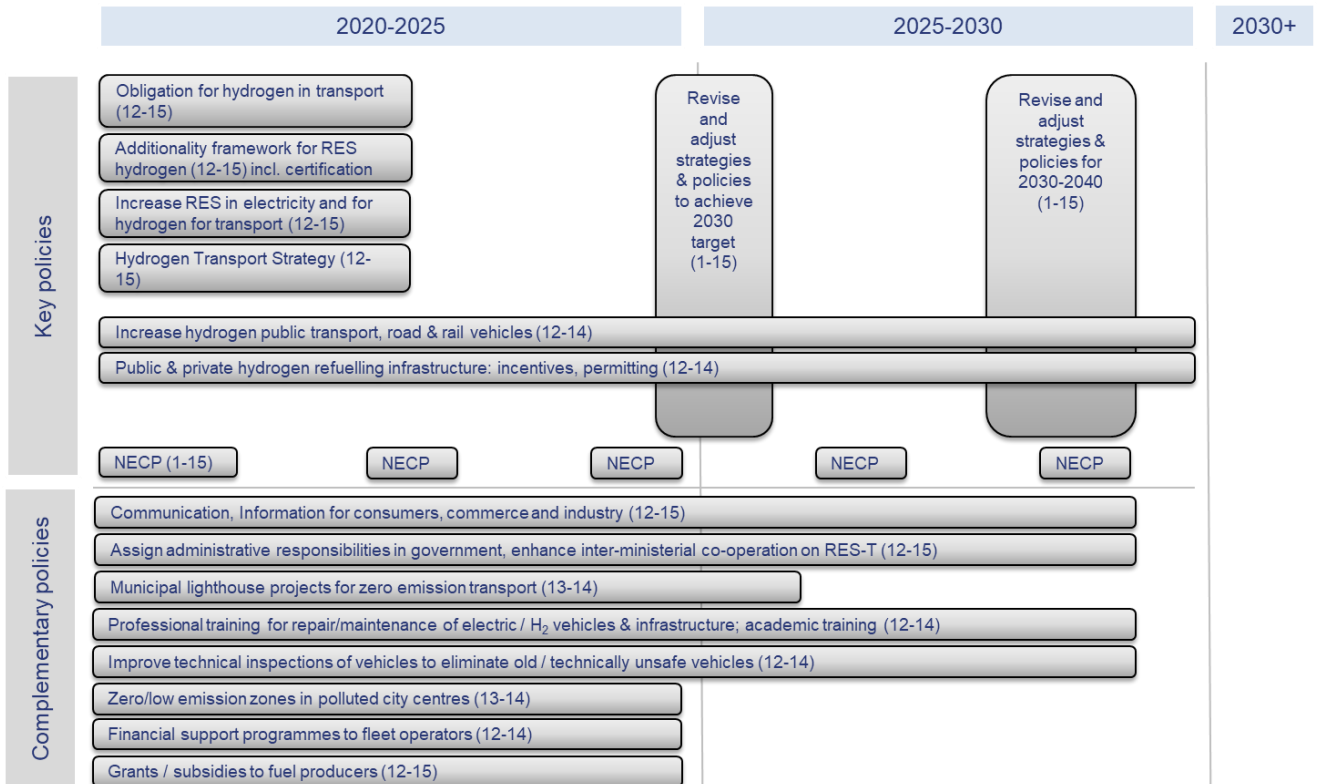 2020-2025
2025-2030
2030+
Key policies
Obligation for hydrogen in transport
(12-15)
Additionality framework for RES
hydrogen (12-15) incl. certification
Increase RES in electricity and for
hydrogen for transport (12-15)
Hydrogen Transport Strategy (12-
15)
Revise
and
adjust
strategies
& policies
to achieve
2030
target
(1-15)
Revise and
adjust
strategies &
policies for
2030-2040
(1-15)
Increase hydrogen public transport, road & rail vehicles (12-14)
Public & private hydrogen refuelling infrastructure: incentives, permitting (12-14)
NECP (1-15)
NECP
NECP
NECP
NECP
Complementary policies
Communication, Information for consumers, commerce and industry (12-15)
Assign administrative responsibilities in government, enhance inter-ministerial co-operation on RES-T (12-15)
Municipal lighthouse projects for zero emission transport (13-14)
Professional training for repair/maintenance of electric / H₂ vehicles & infrastructure; academic training (12-14)
Improve technical inspections of vehicles to eliminate old / technically unsafe vehicles (12-14)
Zero/low emission zones in polluted city centres (13-14)
Financial support programmes to fleet operators (12-14)
Grants / subsidies to fuel producers (12-15)